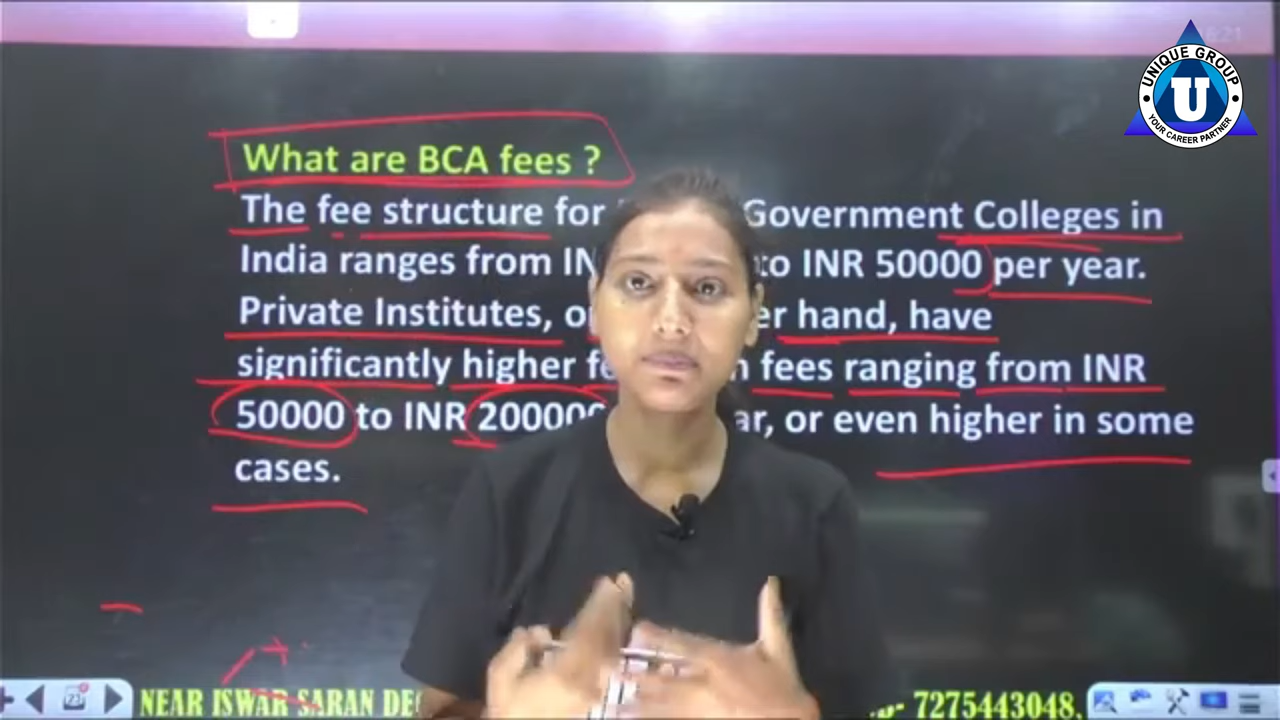 UNIQUE GROUP
U
YOUR CAREER PARTNER
What are BCA fees ?
The fee structure for Government Colleges in
India ranges from to INR 50000 per year.
Private Institutes, hand, have
significantly higher fees ranging from INR
50000 to INR or even higher in some
cases.
23
NEAR ISWAR SARAN 7275443048,